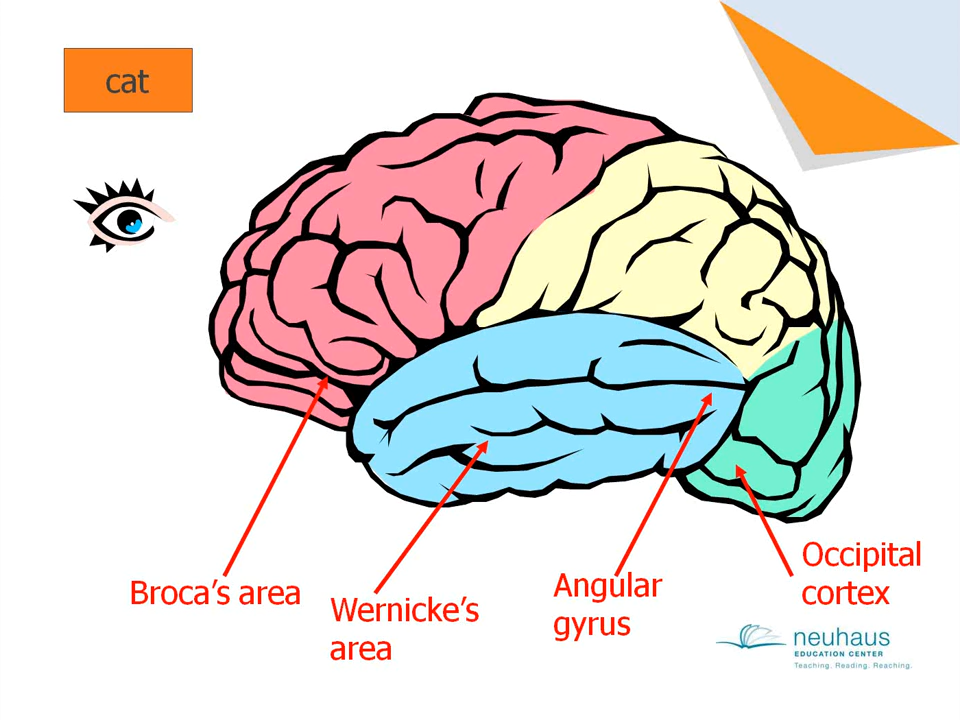 cat
Broca’s area
Wernicke’s
area
Angular
gyrus
Occipital
cortex
neuhaus
EDUCATION CENTER
Teaching. Reading. Reaching.